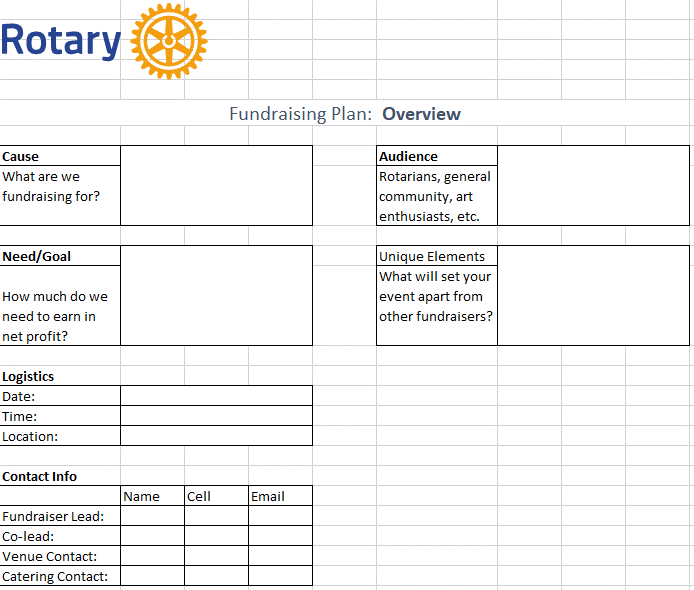 Rotary
Fundraising Plan: Overview
Cause
What are we
fundraising for?
Audience
Rotarians, general
community, art
enthusiasts, etc.
Need/Goal
How much do we
need to earn in
net profit?
Unique Elements
What will set your
event apart from
other fundraisers?
Logistics
Date:
Time:
Location:
Contact Info
Name Cell Email
Fundraiser Lead:
Co-lead:
Venue Contact:
Catering Contact: